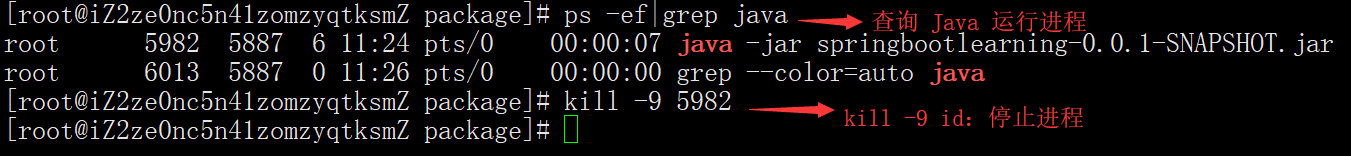 [root@iZ2ze0nc5n41zomzyqtksmZ package]# ps -ef|grep java 查询 Java 运行进程
root 5982 5887 6 11:24 pts/0 00:00:07 java -jar springbootlearning-0.0.1-SNAPSHOT.jar
root 6013 5887 0 11:26 pts/0 00:00:00 grep --color=auto java
[root@iZ2ze0nc5n41zomzyqtksmZ package]# kill -9 5982
kill -9 id：停止进程
[root@iZ2ze0nc5n41zomzyqtksmZ package]#